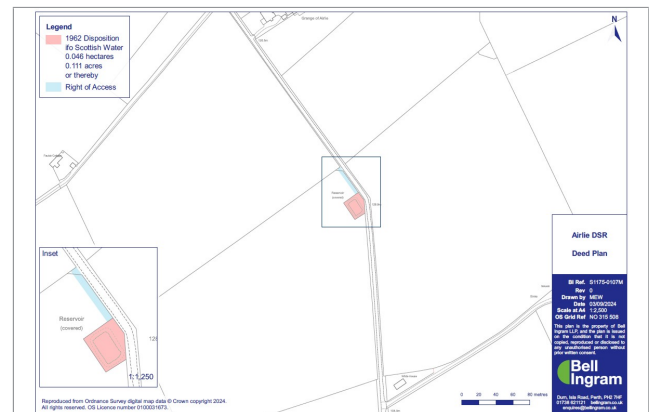 Legend
1962 Disposition
ifo Scottish Water
0.046 hectares
0.111 acres
or thereby
Right of Access
Grange of Airlie
N
Reservoir
(covered)
Inset
Reservoir
(covered)
128
1:1,250
Airlie DSR
Deed Plan
BI Ref. S1175-0107M
Rev 0
Drawn by MEW
Date 03/09/2024
Scale at A4 1:2,500
OS Grid Ref NO 315 508
This plan is the property of Bell
Ingram LLP, and the plan is issued
on the condition that it is not
copied, reproduced or disclosed to
any unauthorised person without
prior written consent.
Bell
Ingram
Durn, Isla Road, Perth, PH2 7HF
01738 621121 bellingram.co.uk
enquiries@bellingram.co.uk
0 20 40 60 80 metres
Reproduced from Ordnance Survey digital map data © Crown copyright 2024.
All rights reserved. OS Licence number 0100031673.